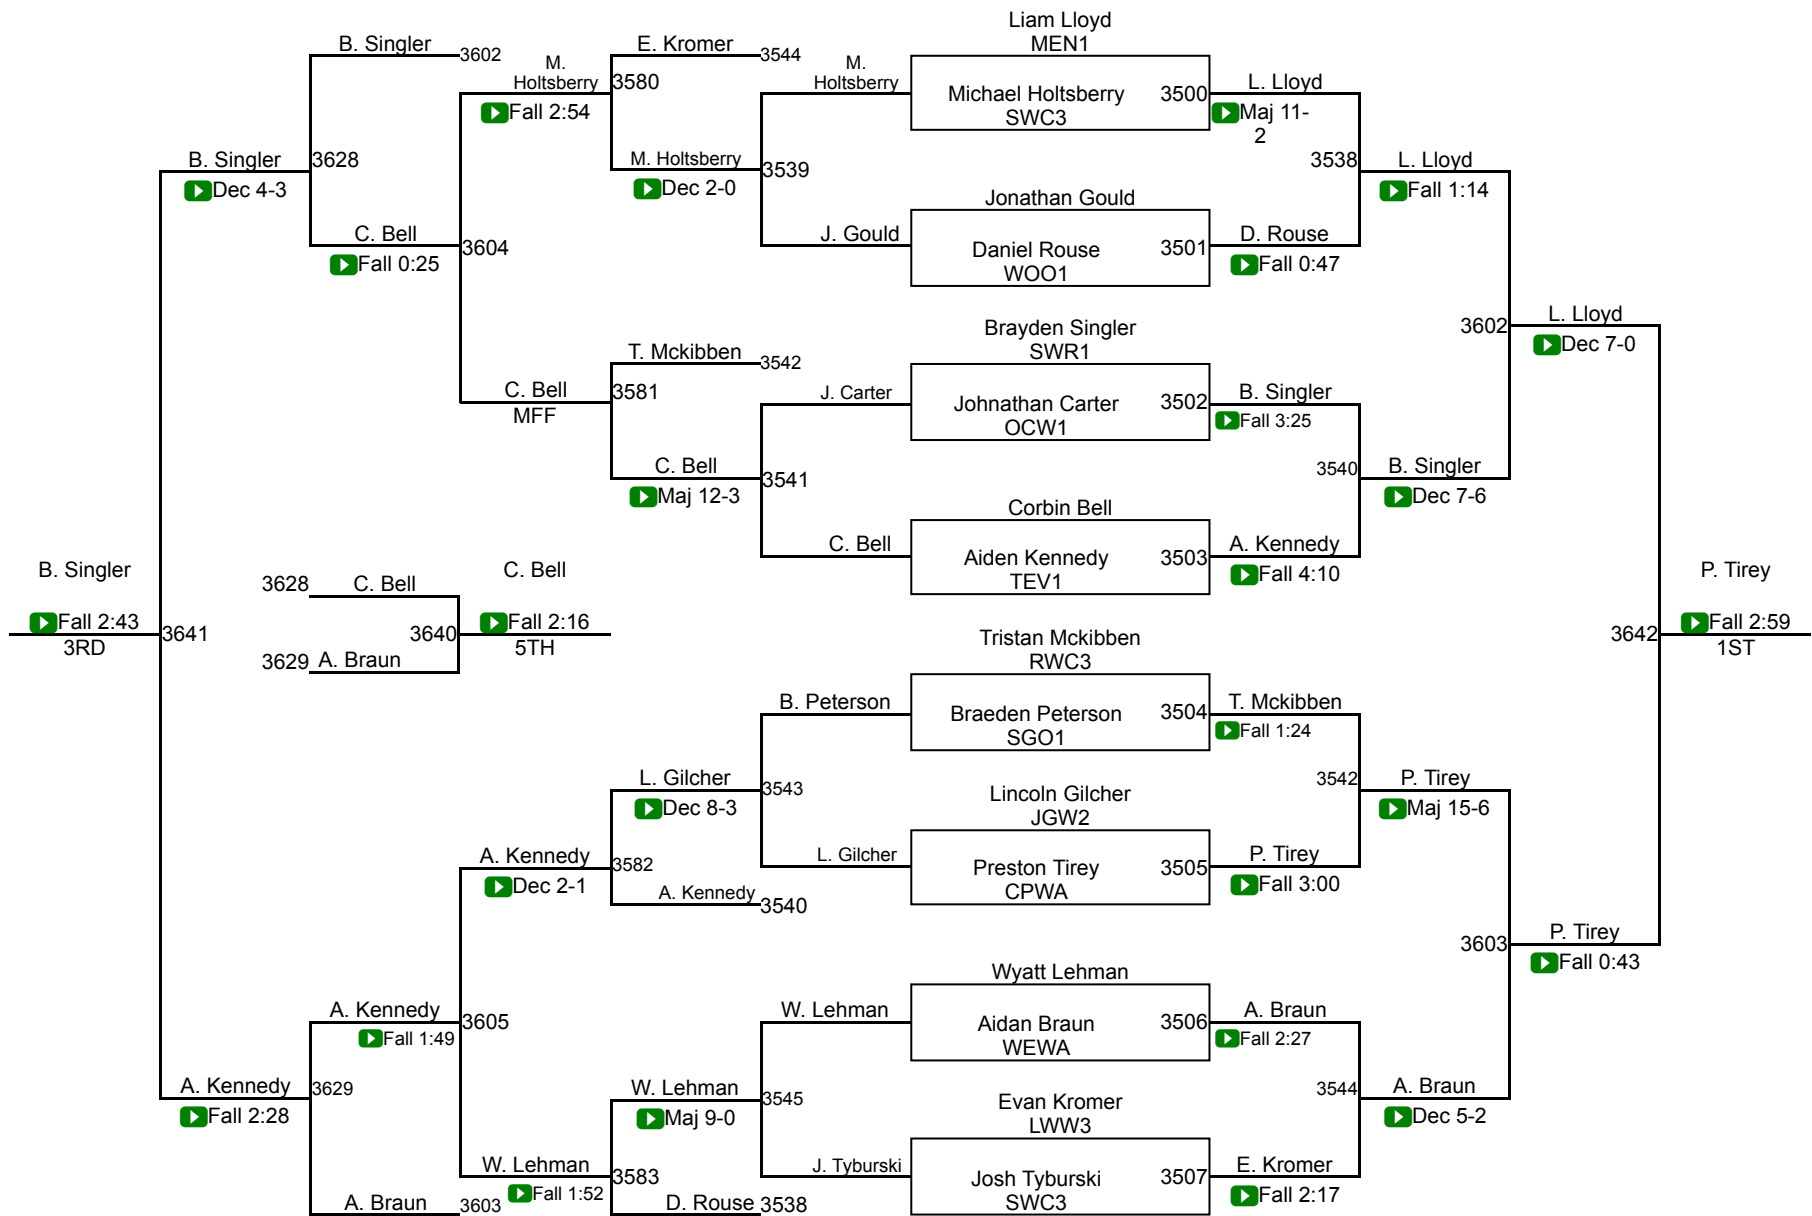 Liam Lloyd
MEN1
B. Singler
3602
E. Kromer
3544
M.
Holtsberry
3580
M.
Holtsberry
Michael Holtsberry
SWC3
3500
L. Lloyd
Maj 11-
2
Fall 2:54
B. Singler
3628
Dec 4-3
M. Holtsberry
3539
Dec 2-0
3538
L. Lloyd
Fall 1:14
Jonathan Gould
C. Bell
3604
Fall 0:25
J. Gould
Daniel Rouse
WOO1
3501
D. Rouse
Fall 0:47
Brayden Singler
SWR1
3602
L. Lloyd
Dec 7-0
T. Mckibben
3542
C. Bell
3581
MFF
J. Carter
Johnathan Carter
OCW1
3502
B. Singler
Fall 3:25
C. Bell
3541
Maj 12-3
3540
B. Singler
Dec 7-6
Corbin Bell
C. Bell
Aiden Kennedy
TEV1
3503
A. Kennedy
Fall 4:10
B. Singler
Fall 2:43
3RD
3641
3628
C. Bell
3640
3629
A. Braun
C. Bell
Fall 2:16
5TH
P. Tirey
3642
Fall 2:59
1ST
Tristan Mckibben
RWC3
B. Peterson
Braeden Peterson
SGO1
3504
T. Mckibben
Fall 1:24
L. Gilcher
3543
Dec 8-3
3542
P. Tirey
Maj 15-6
Lincoln Gilcher
JGW2
A. Kennedy
3582
Dec 2-1
L. Gilcher
Preston Tirey
CPWA
3505
P. Tirey
Fall 3:00
A. Kennedy
3540
3603
P. Tirey
Fall 0:43
Wyatt Lehman
A. Kennedy
3605
Fall 1:49
W. Lehman
Aidan Braun
WEWA
3506
A. Braun
Fall 2:27
A. Kennedy
3629
Fall 2:28
W. Lehman
3545
Maj 9-0
3544
A. Braun
Dec 5-2
Evan Kromer
LWW3
W. Lehman
3583
Fall 1:52
J. Tyburski
Josh Tyburski
SWC3
3507
E. Kromer
Fall 2:17
A. Braun
3603
D. Rouse
3538